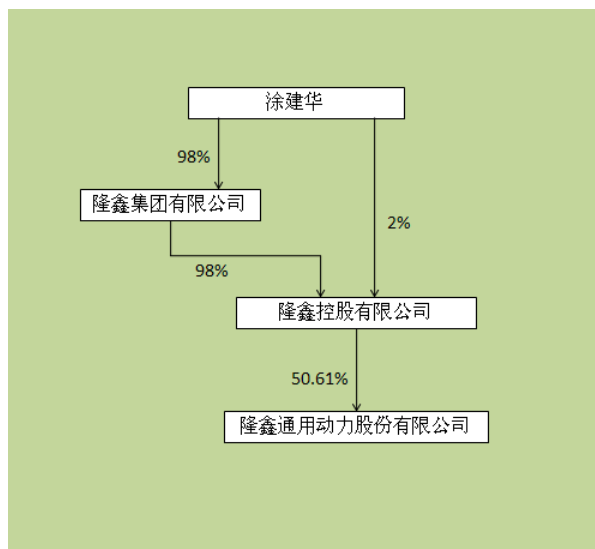 涂建华
98%
隆鑫集团有限公司
2%
98%
隆鑫控股有限公司
50.61%
隆鑫通用动力股份有限公司